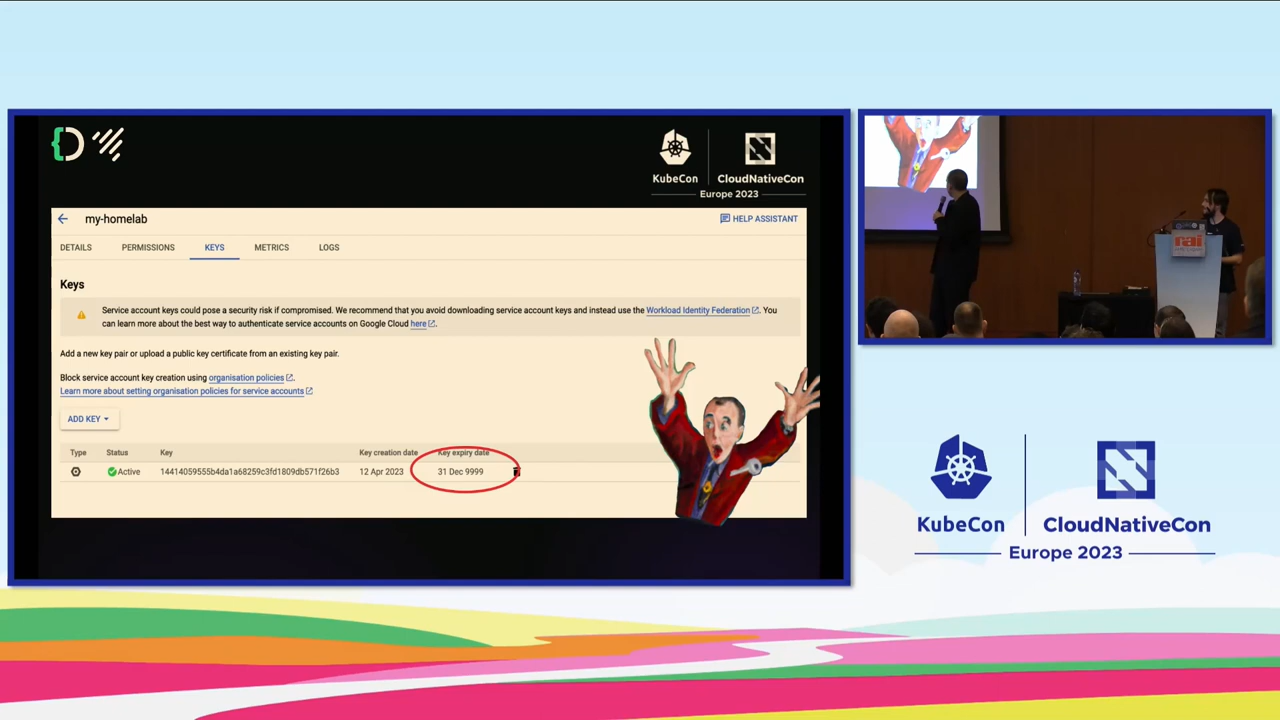 KubeCon
CloudNativeCon
Europe 2023
my-homelab
HELP ASSISTANT
DETAILS
PERMISSIONS
KEYS
METRICS
LOGS
Keys
Service account keys could pose a security risk if compromised. We recommend that you avoid downloading service account keys and instead use the Workload Identity Federation. You
can learn more about the best way to authenticate service accounts on Google Cloud here.
Add a new key pair or upload a public key certificate from an existing key pair.
Block service account key creation using organisation policies.
Learn more about setting organisation policies for service accounts
ADD KEY
Type Status Key Key creation date Key expiry date
Active 14414059555b4da1a68259c3fd1809db571f26b3 12 Apr 2023 31 Dec 9999
rai
KubeCon
CloudNativeCon
Europe 2023